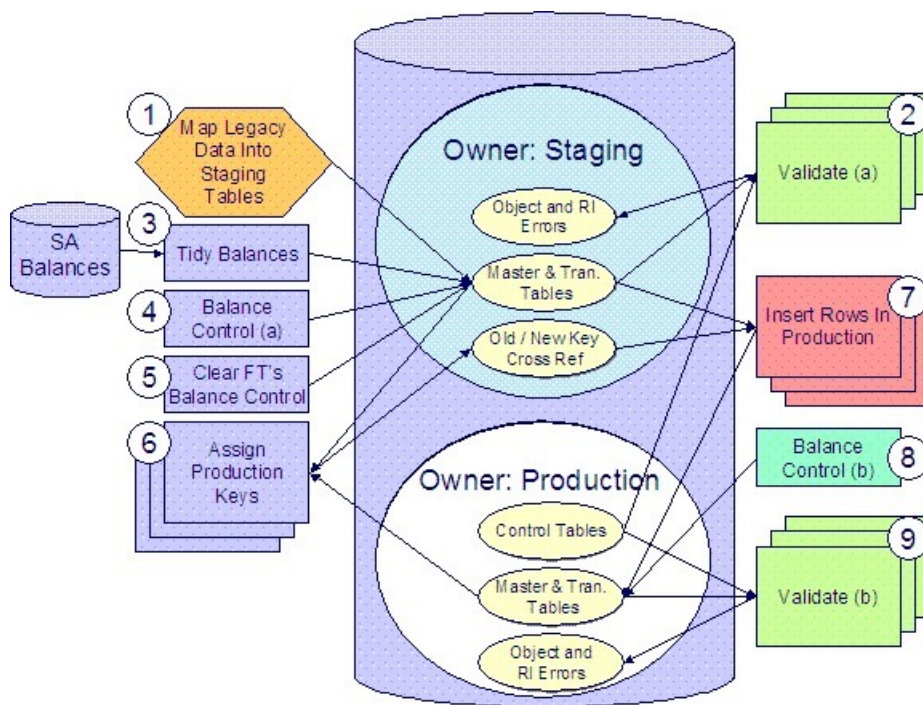 1
Map Legacy
Data Into
Staging
Tables
SA
Balances
3
Tidy Balances
4
Balance
Control (a)
5
Clear FT's
Balance Control
6
Assign
Production
Keys
Owner: Staging
Object and RI
Errors
Master & Tran.
Tables
Old / New Key
Cross Ref
Owner: Production
Control Tables
Master & Tran.
Tables
Object and
RI Errors
2
Validate (a)
7
Insert Rows In
Production
Balance
Control (b)
8
9
Validate (b)